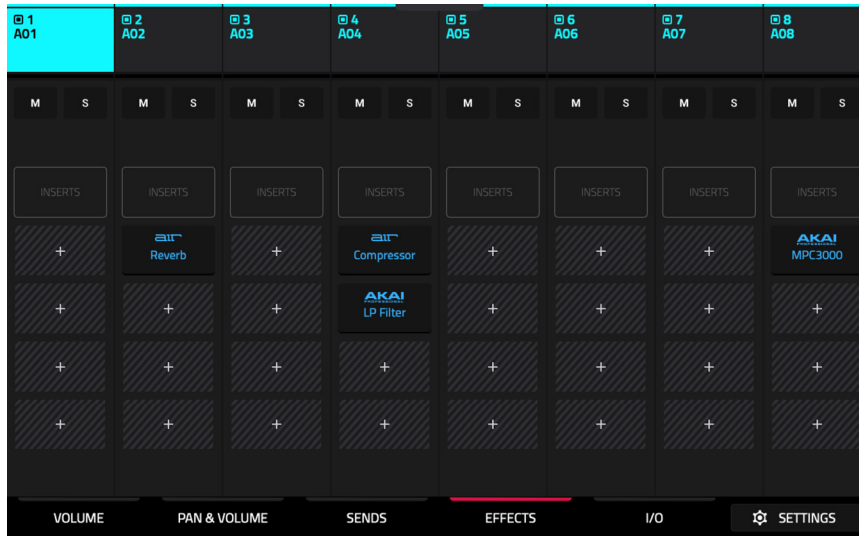 1 2 3 4 5 6 7 8
A01 A02 A03 A04 A05 A06 A07 A08
M S M S M S M S M S M S M S M S
INSERTS INSERTS INSERTS INSERTS INSERTS INSERTS INSERTS INSERTS
+ air + air + + + AKAI
PROFESSIONAL
Reverb Compressor MPC3000
+ + + AKAI + + + +
PROFESSIONAL
LP Filter
+ + + + + + + +
+ + + + + + + +
VOLUME PAN & VOLUME SENDS EFFECTS I/O SETTINGS